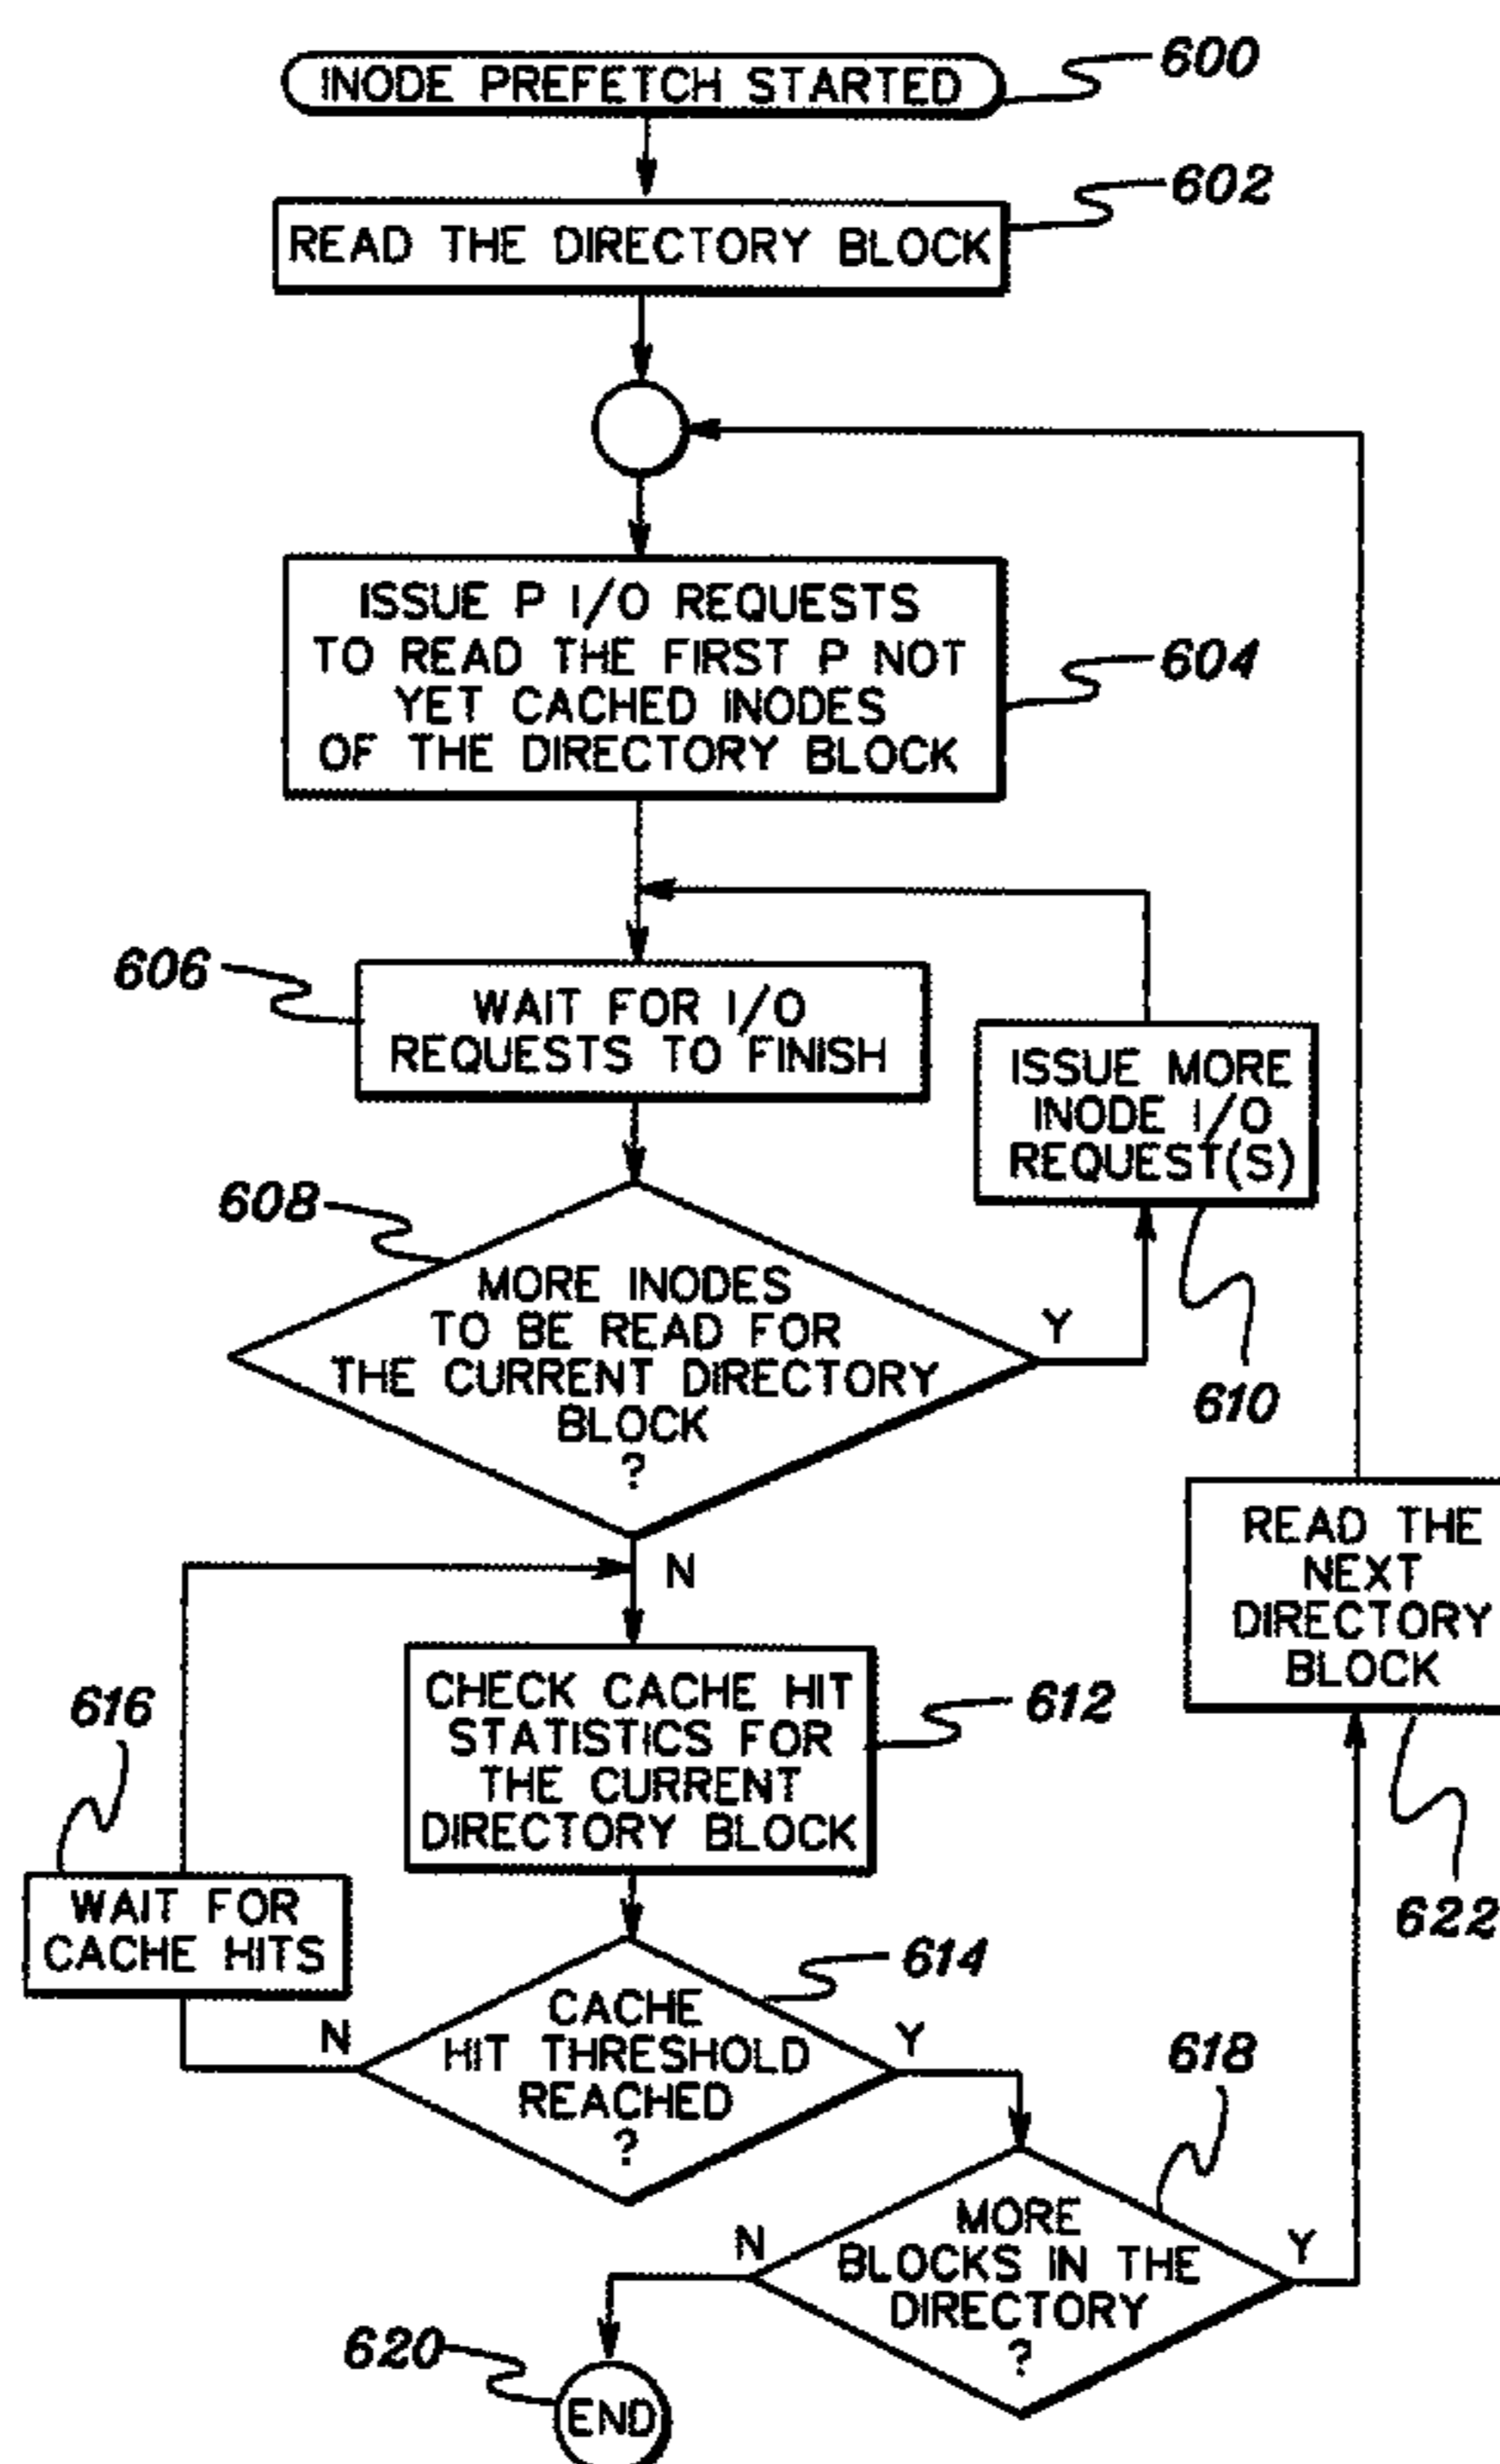 INODE PREFETCH STARTED
600
602
READ THE DIRECTORY BLOCK
ISSUE P I/O REQUESTS
TO READ THE FIRST P NOT
YET CACHED INODES
OF THE DIRECTORY BLOCK
604
606
WAIT FOR I/O
REQUESTS TO FINISH
ISSUE MORE
INODE I/O
REQUEST(S)
610
608
MORE INODES
TO BE READ FOR
THE CURRENT DIRECTORY
BLOCK
?
Y
N
READ THE
NEXT
DIRECTORY
BLOCK
622
CHECK CACHE HIT
STATISTICS FOR
THE CURRENT
DIRECTORY BLOCK
612
616
WAIT FOR
CACHE HITS
614
CACHE
HIT THRESHOLD
REACHED
?
N
Y
618
MORE
BLOCKS IN THE
DIRECTORY
?
N
Y
620
END